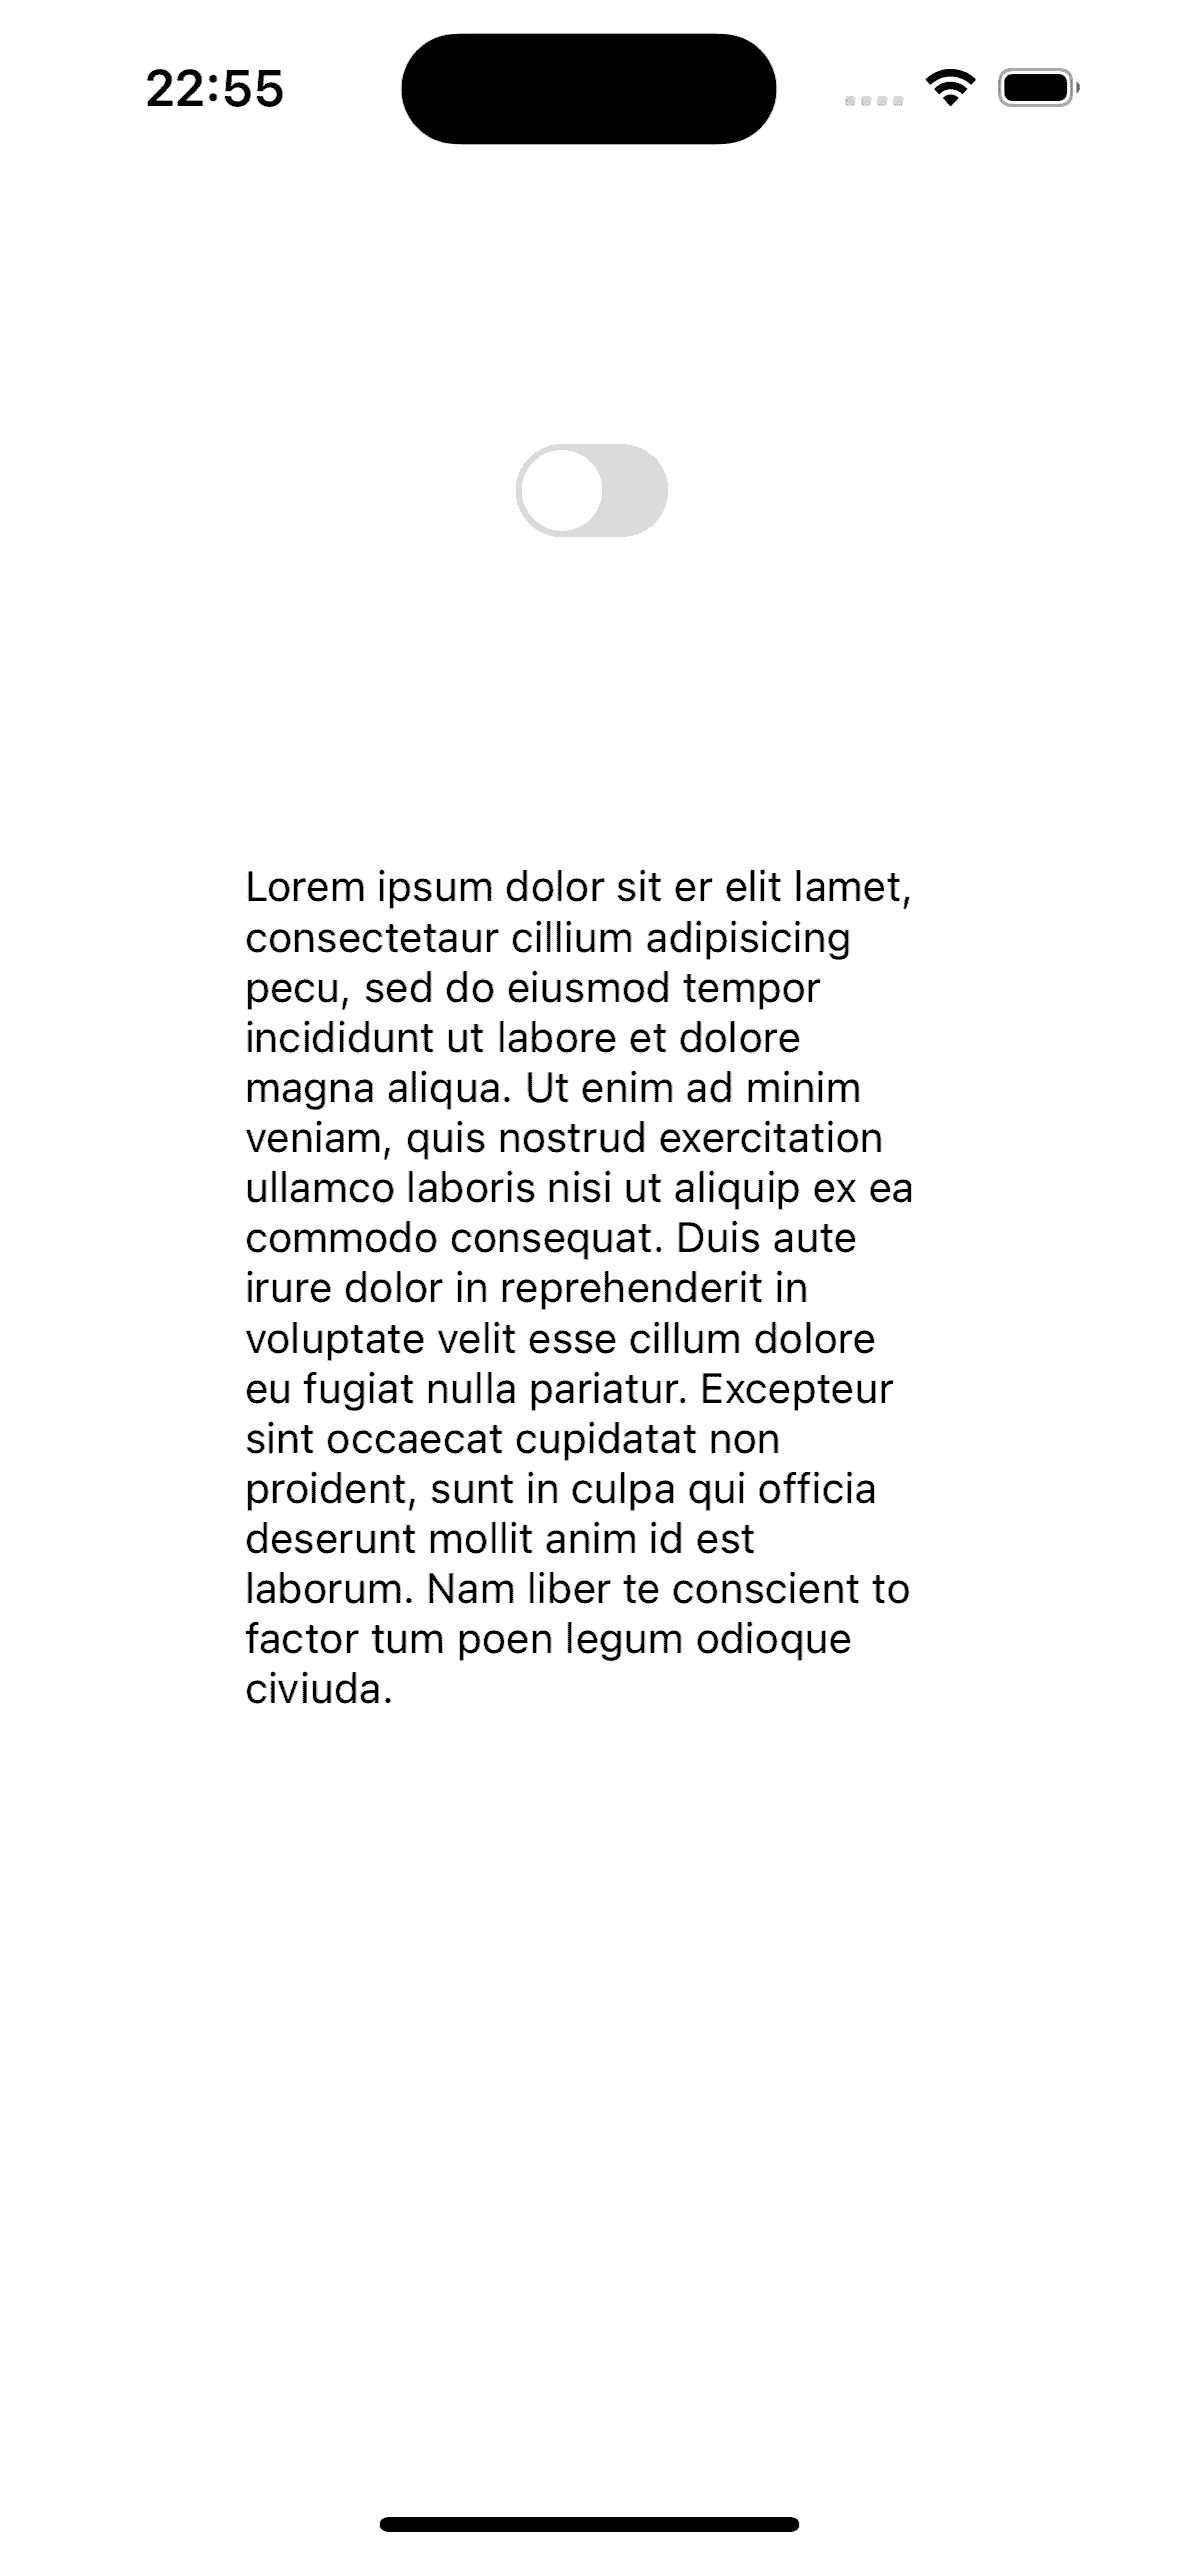 22:55
Lorem ipsum dolor sit er elit lamet,
consectetaur cillium adipisicing
pecu, sed do eiusmod tempor
incididunt ut labore et dolore
magna aliqua. Ut enim ad minim
veniam, quis nostrud exercitation
ullamco laboris nisi ut aliquip ex ea
commodo consequat. Duis aute
irure dolor in reprehenderit in
voluptate velit esse cillum dolore
eu fugiat nulla pariatur. Excepteur
sint occaecat cupidatat non
proident, sunt in culpa qui officia
deserunt mollit anim id est
laborum. Nam liber te conscient to
factor tum poen legum odioque
civiuda.